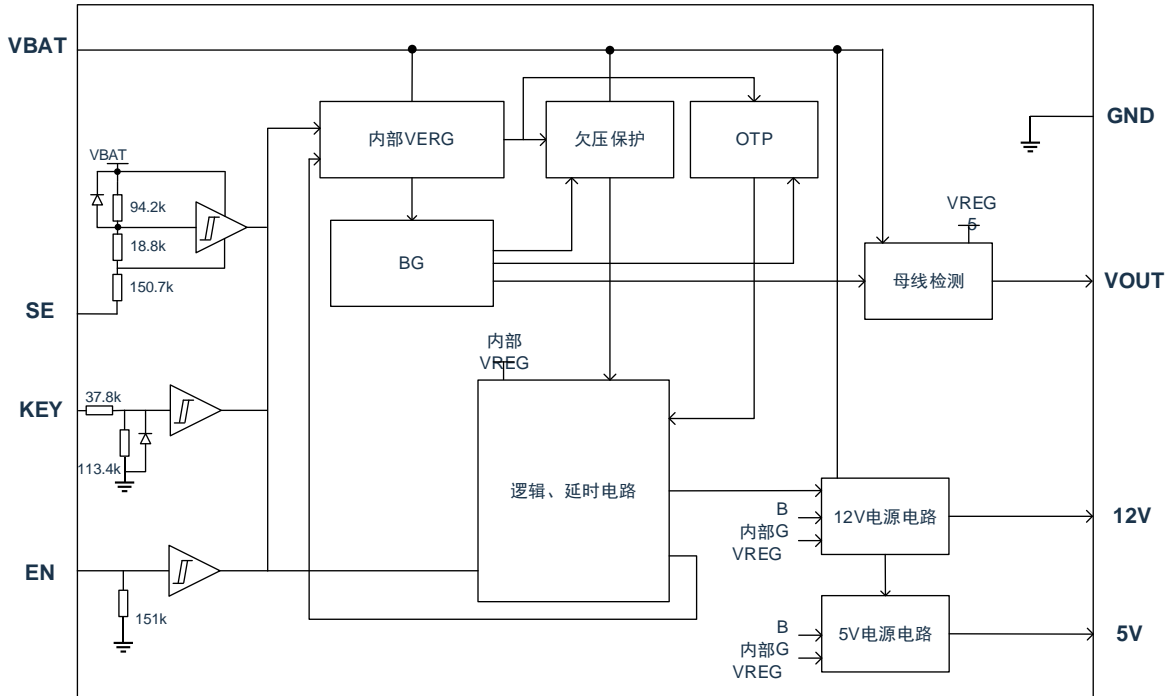 VBAT
GND
内部VERG
欠压保护
OTP
VBAT
94.2k
18.8k
150.7k
BG
VREG
5
母线检测
VOUT
SE
内部
VREG
KEY
37.8k
113.4k
逻辑、延时电路
B
内部G
VREG
12V电源电路
12V
EN
151k
B
内部G
VREG
5V电源电路
5V